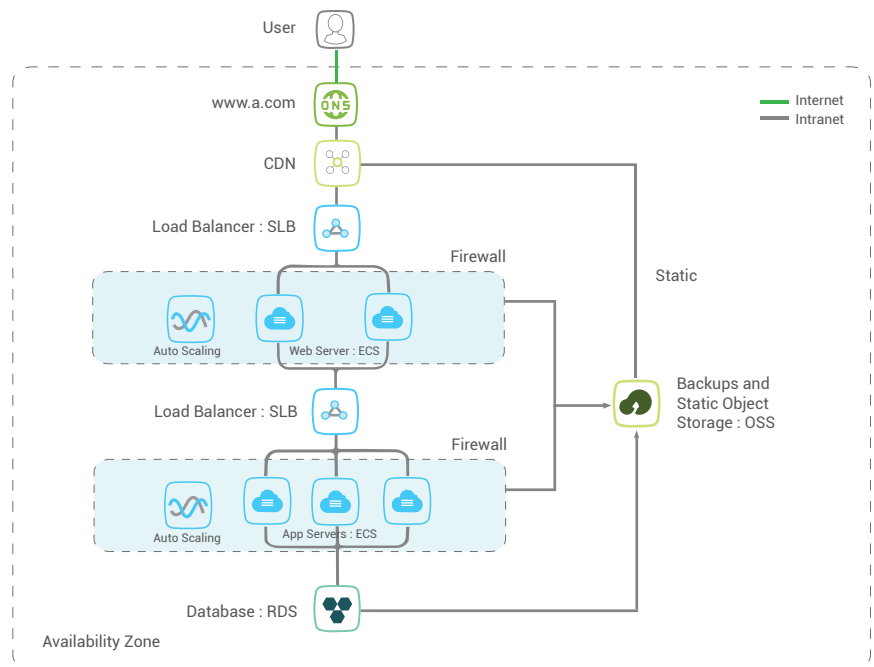 User
www.a.com
ONS
Internet
Intranet
CDN
Load Balancer : SLB
Firewall
Static
Auto Scaling
Web Server : ECS
Backups and
Static Object
Storage : OSS
Load Balancer : SLB
Firewall
Auto Scaling
App Servers : ECS
Database : RDS
Availability Zone